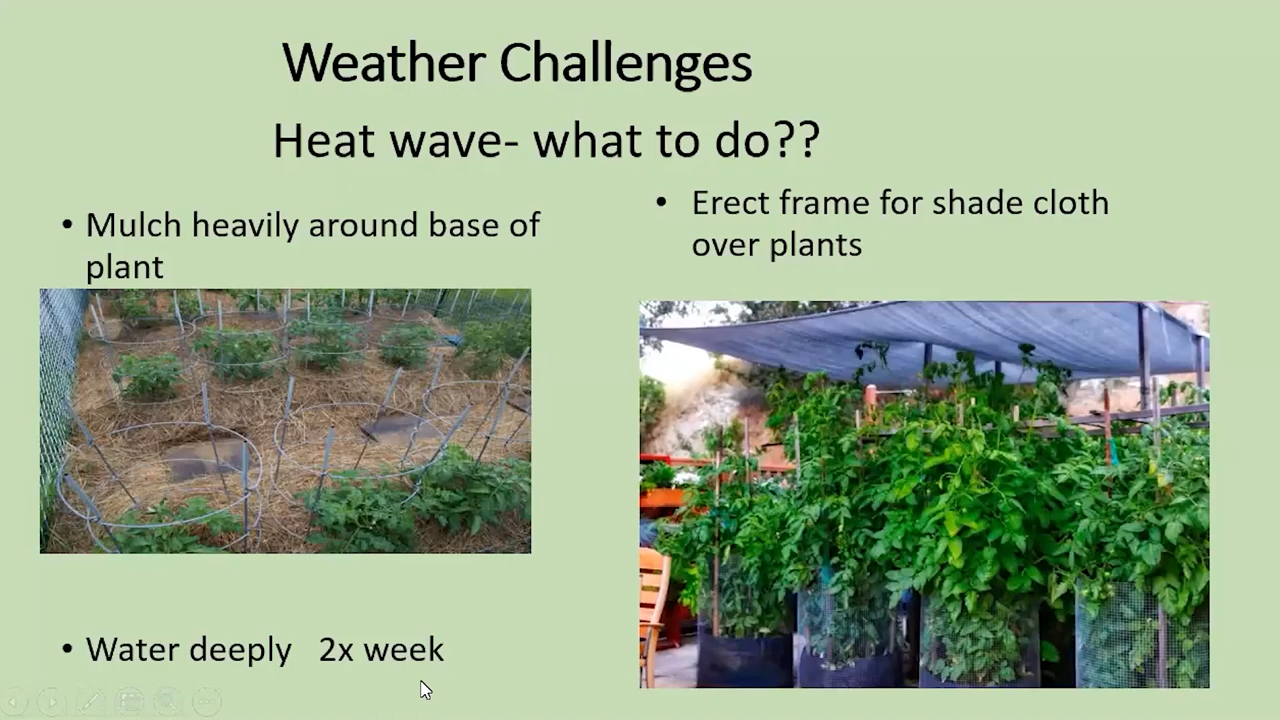 Weather Challenges
Heat wave- what to do??
• Mulch heavily around base of
plant
• Water deeply   2x week
• Erect frame for shade cloth
over plants